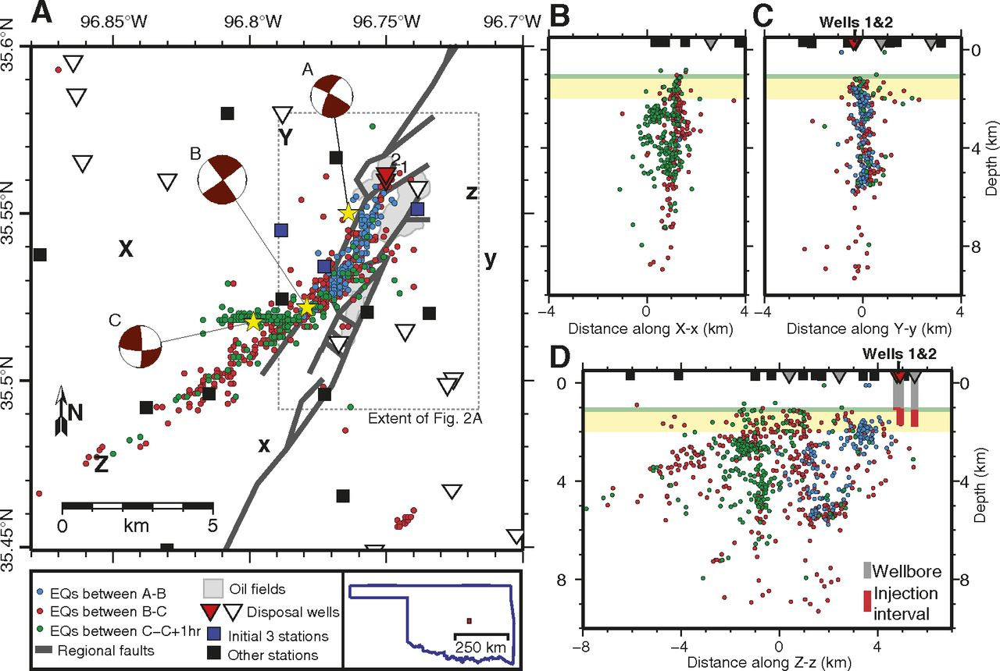 A
96.85°W
96.8°W
96.75°W
96.7°W
35.6°N
35.55°N
35.5°N
35.45°N
A
B
C
Y
X
z
y
x
Z
2
1
N
Extent of Fig. 2A
0
5
km
EQs between A-B
EQs between B-C
EQs between C–C+1hr
Regional faults
Oil fields
Disposal wells
Initial 3 stations
Other stations
250 km
B
0
4
8
−4
0
4
Distance along X-x (km)
C
Wells 1&2
0
4
8
Depth (km)
−4
0
4
Distance along Y-y (km)
D
Wells 1&2
0
4
8
0
4
8
Depth (km)
Wellbore
Injection
interval
−8
−4
0
4
Distance along Z-z (km)